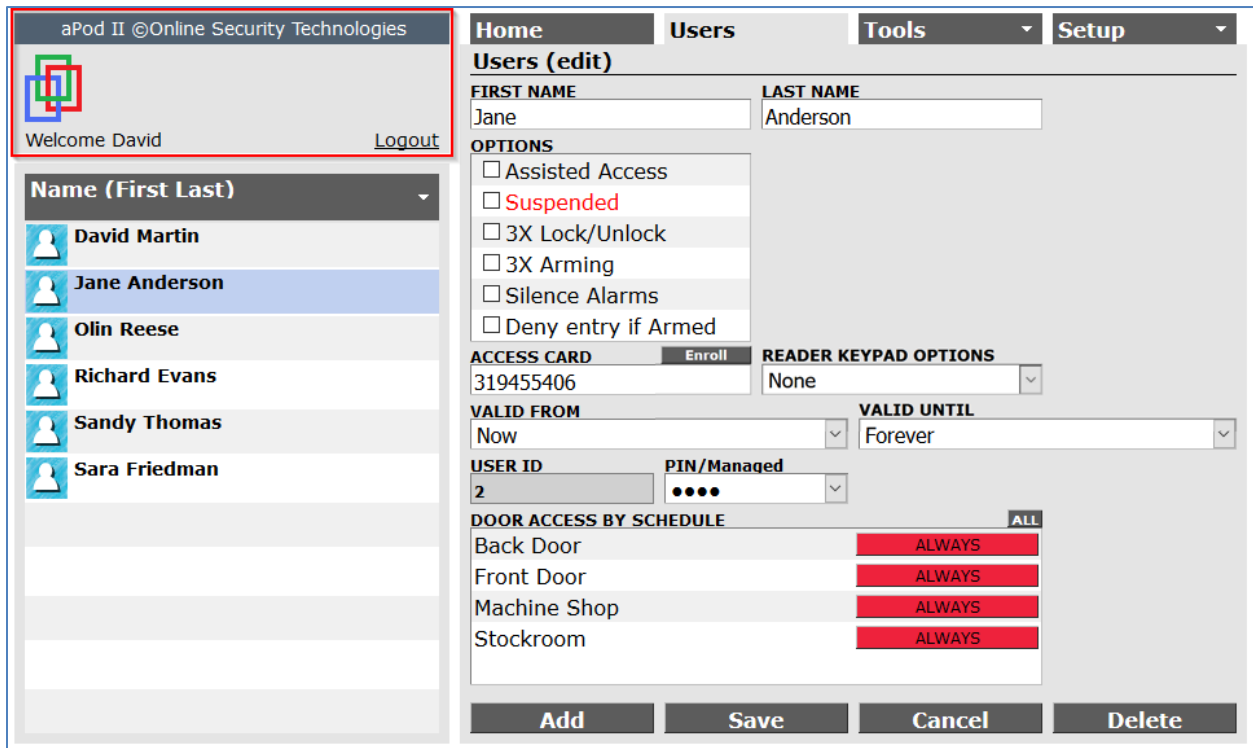 aPod II ©Online Security Technologies
Welcome David Logout
Name (First Last)
David Martin
Jane Anderson
Olin Reese
Richard Evans
Sandy Thomas
Sara Friedman
Home Users Tools Setup
Users (edit)
FIRST NAME LAST NAME
Jane Anderson
OPTIONS
Assisted Access
Suspended
3X Lock/Unlock
3X Arming
Silence Alarms
Deny entry if Armed
ACCESS CARD Enroll READER KEYPAD OPTIONS
319455406 None
VALID FROM VALID UNTIL
Now Forever
USER ID PIN/Managed
2 ●●●●
DOOR ACCESS BY SCHEDULE ALL
Back Door ALWAYS
Front Door ALWAYS
Machine Shop ALWAYS
Stockroom ALWAYS
Add Save Cancel Delete